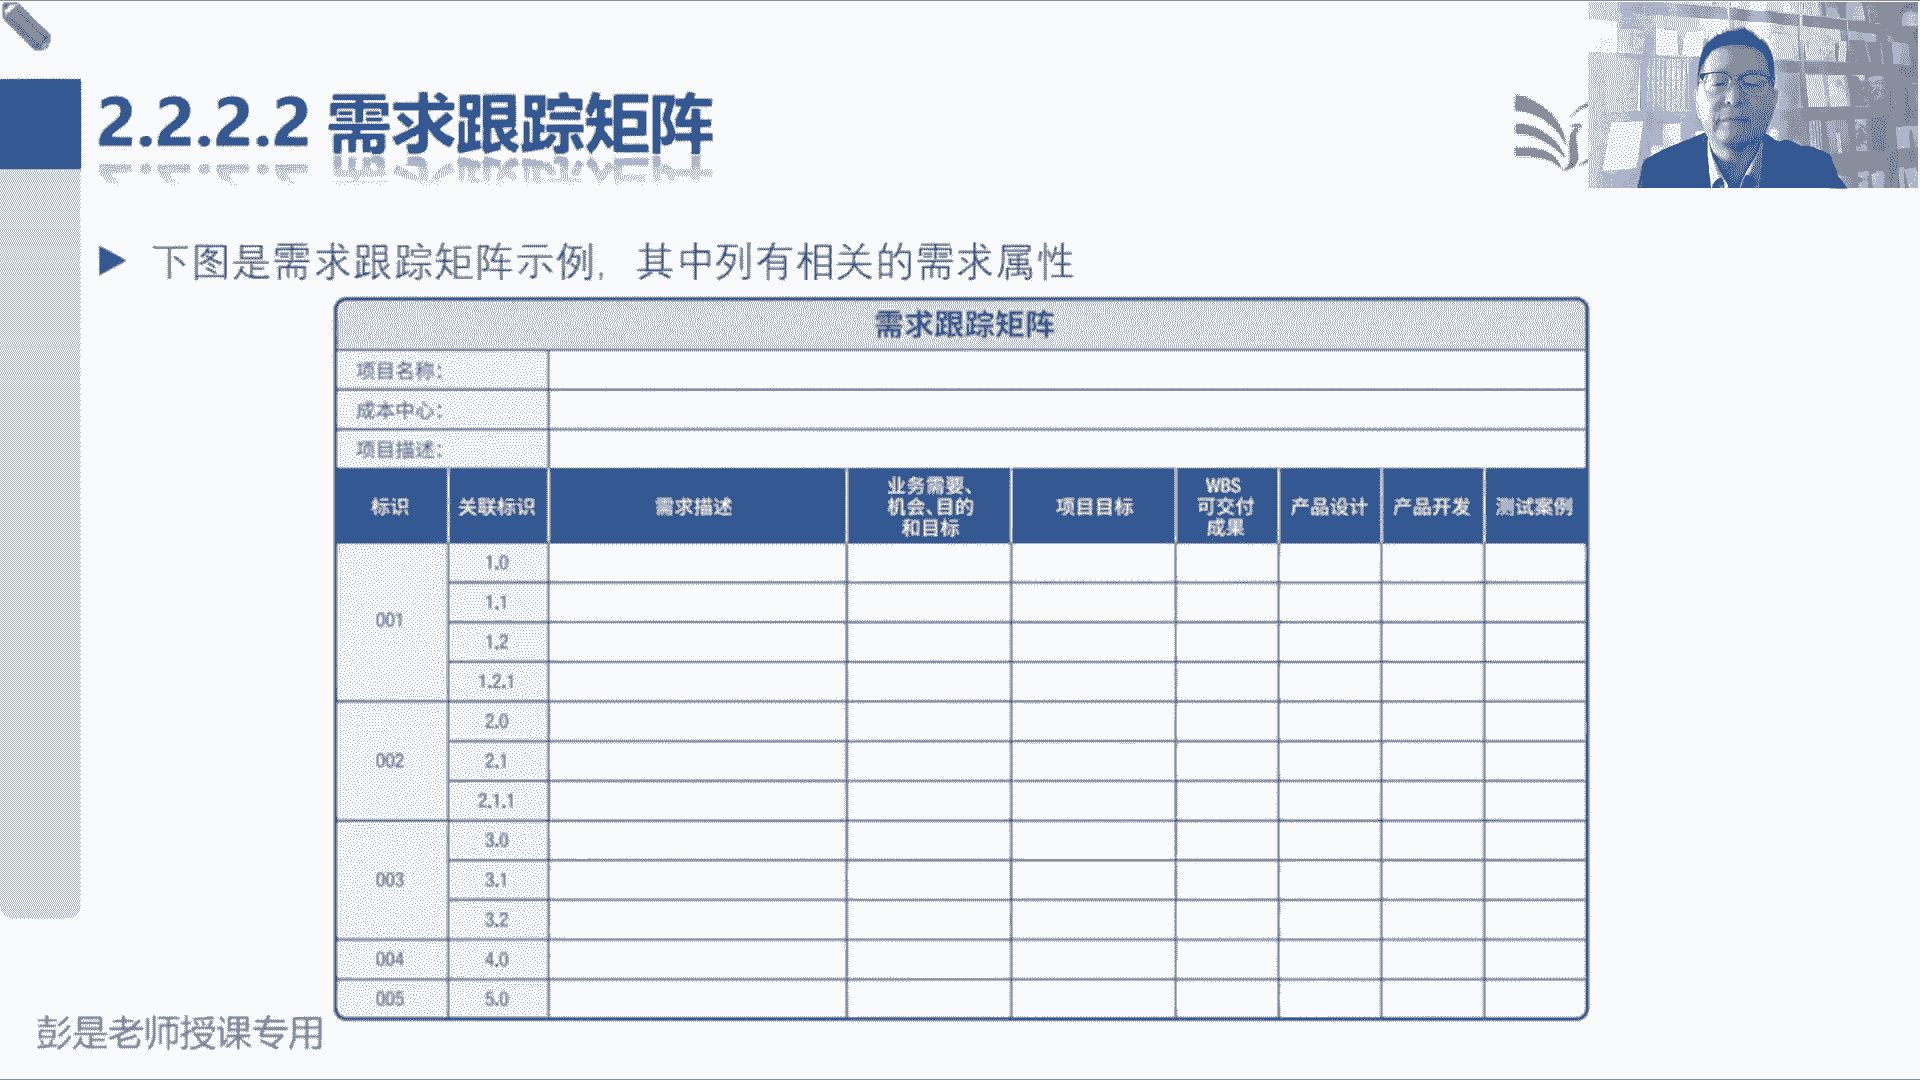 2.2.2.2 需求跟踪矩阵
下图是需求跟踪矩阵示例，其中列有相关的需求属性
需求跟踪矩阵
项目名称：
成本中心：
项目描述：
标识 关联标识 需求描述 业务需要、机会、目的和目标 项目目标 WBS可交付成果 产品设计 产品开发 测试案例
001 1.0
1.1
1.2
1.2.1
002 2.0
2.1
2.1.1
003 3.0
3.1
3.2
004 4.0
005 5.0
彭是老师授课专用